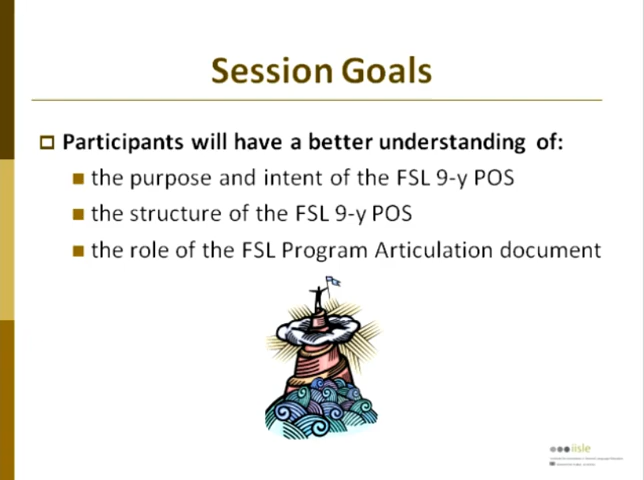 Session Goals
Participants will have a better understanding of:
the purpose and intent of the FSL 9-y POS
the structure of the FSL 9-y POS
the role of the FSL Program Articulation document
iisle